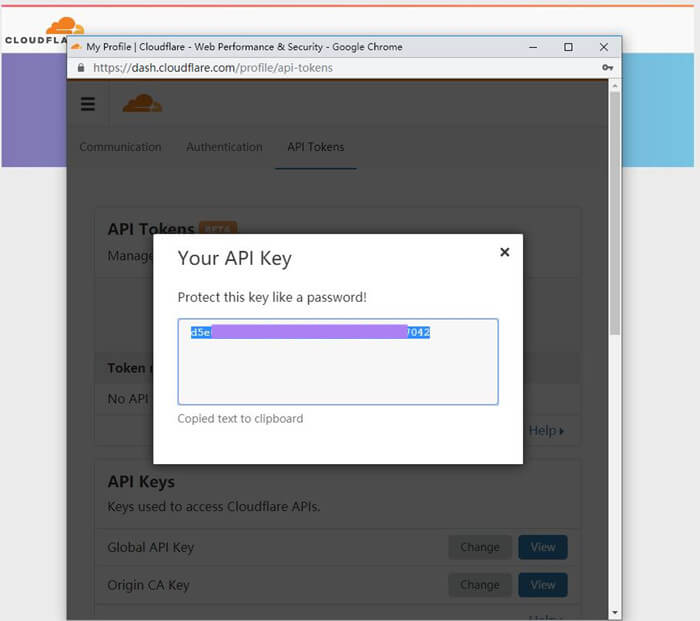 CLOUDFLA
My Profile | Cloudflare - Web Performance & Security - Google Chrome
https://dash.cloudflare.com/profile/api-tokens
Communication Authentication API Tokens
API Tokens BETA
Manage
Your API Key
Protect this key like a password!
d5e 042
Copied text to clipboard
Token
No API
Help
API Keys
Keys used to access Cloudflare APIs.
Global API Key Change View
Origin CA Key Change View
Help